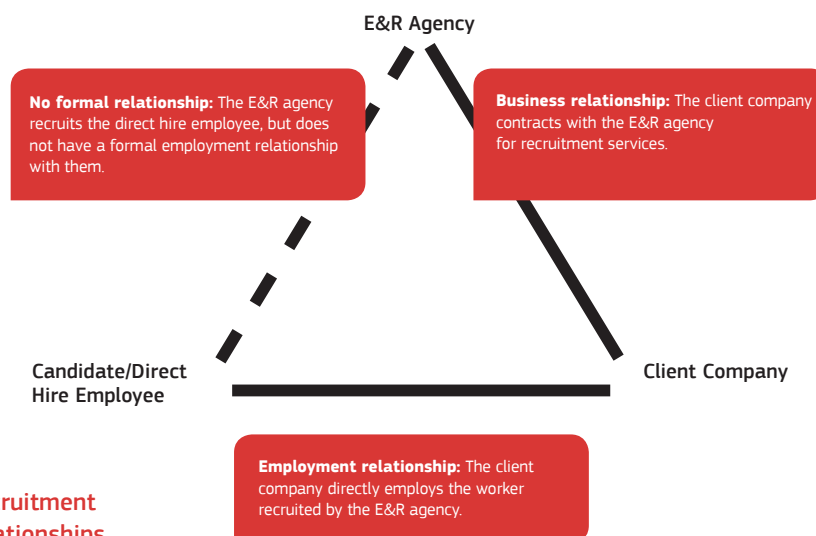 E&R Agency
No formal relationship: The E&R agency
recruits the direct hire employee, but does
not have a formal employment relationship
with them.
Business relationship: The client company
contracts with the E&R agency
for recruitment services.
Candidate/Direct
Hire Employee
Client Company
Employment relationship: The client
company directly employs the worker
recruited by the E&R agency.
ruitment
ationships